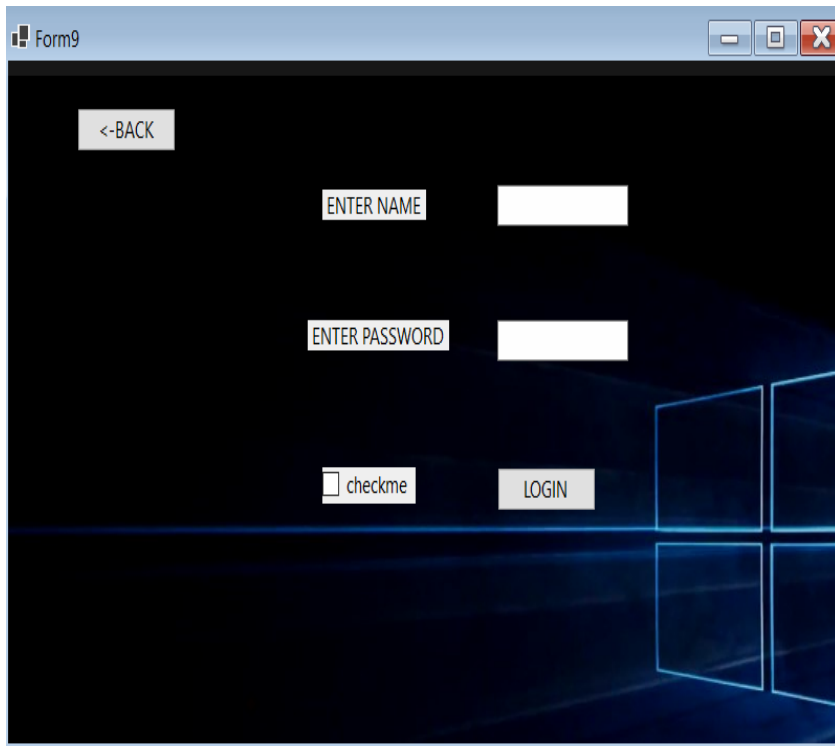 Form9
<-BACK
ENTER NAME
ENTER PASSWORD
checkme
LOGIN